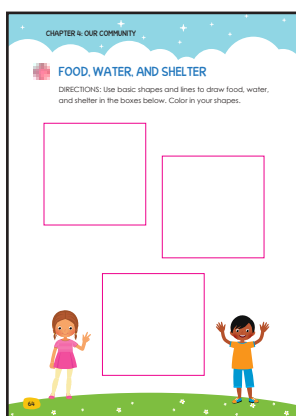 CHAPTER 4: OUR COMMUNITY
FOOD, WATER, AND SHELTER
DIRECTIONS: Use basic shapes and lines to draw food, water,
and shelter in the boxes below. Color in your shapes.
64